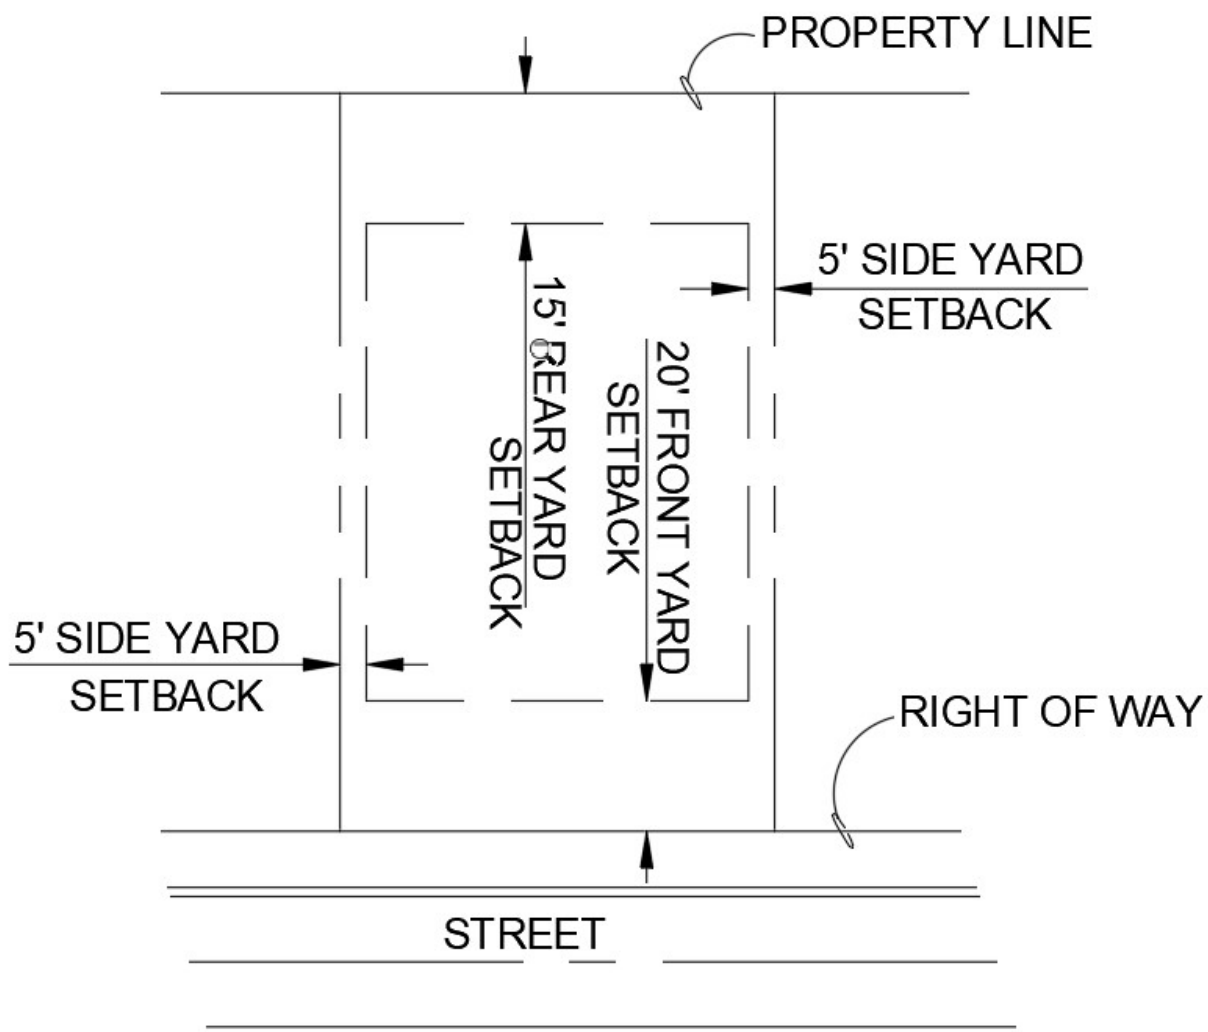 PROPERTY LINE
5' SIDE YARD
SETBACK
15' REAR YARD
SETBACK
20' FRONT YARD
SETBACK
5' SIDE YARD
SETBACK
RIGHT OF WAY
STREET